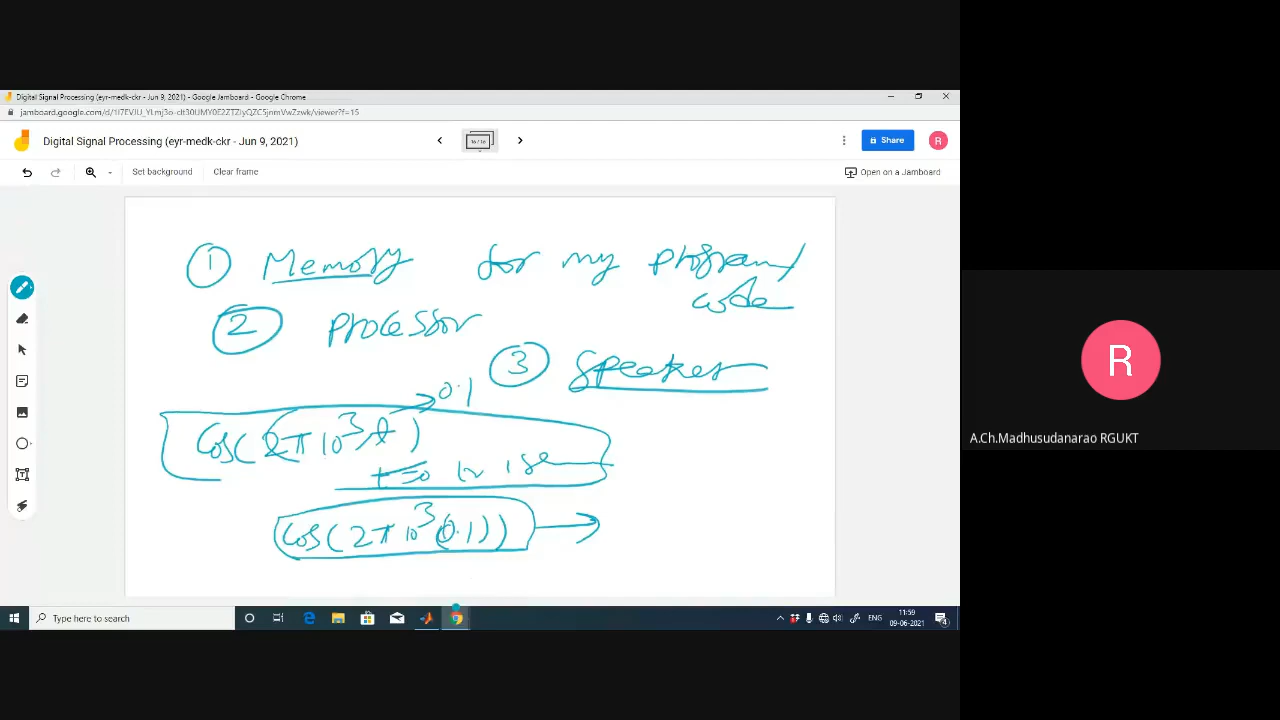 Digital Signal Processing (eyr-medk-ckr - Jun 9, 2021) - Google Jamboard - Google Chrome
Digital Signal Processing (eyr-medk-ckr - Jun 9, 2021)
16 / 16
Share
R
Set background
Clear frame
Open on a Jamboard
① Memory for my program
code
② Processor
③ Speaker
0.1
Cos(2π10³t)
t=0 to 1 sec
Cos(2π10³(0.1))
R
A.Ch.Madhusudanarao RGUKT
Type here to search
ENG
11:59
09-06-2021
4